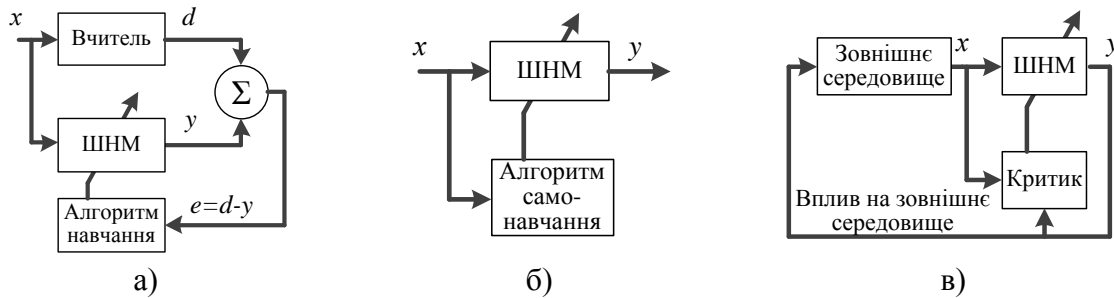 x
d
Вчитель
Σ
y
ШНМ
e=d-y
Алгоритм
навчання
а)
x
y
ШНМ
Алгоритм
само-
навчання
б)
Зовнішнє
середовище
x
ШНМ
y
Критик
Вплив на зовнішнє
середовище
в)